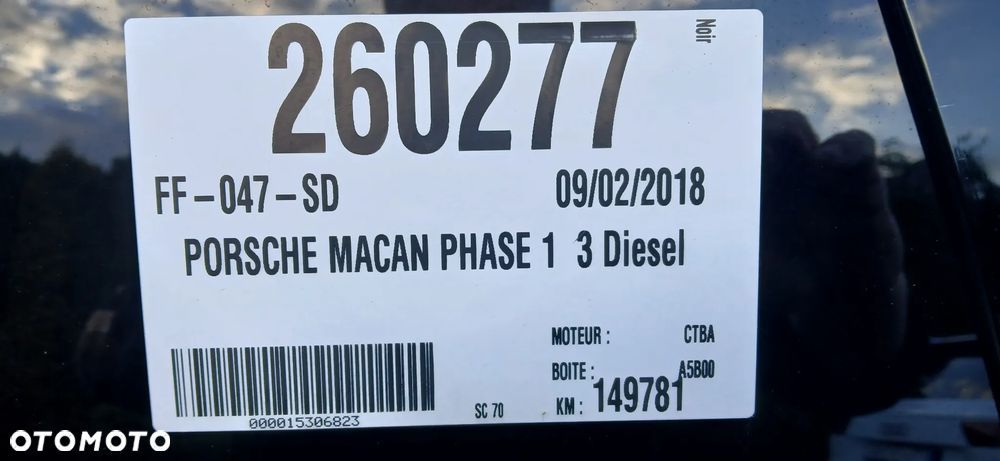 260277
Noir
FF-047-SD 09/02/2018
PORSCHE MACAN PHASE 1 3 Diesel
MOTEUR : CTBA
BOITE : A5B00
KM : 149781
SC 70
000015306823
OTOMOTO